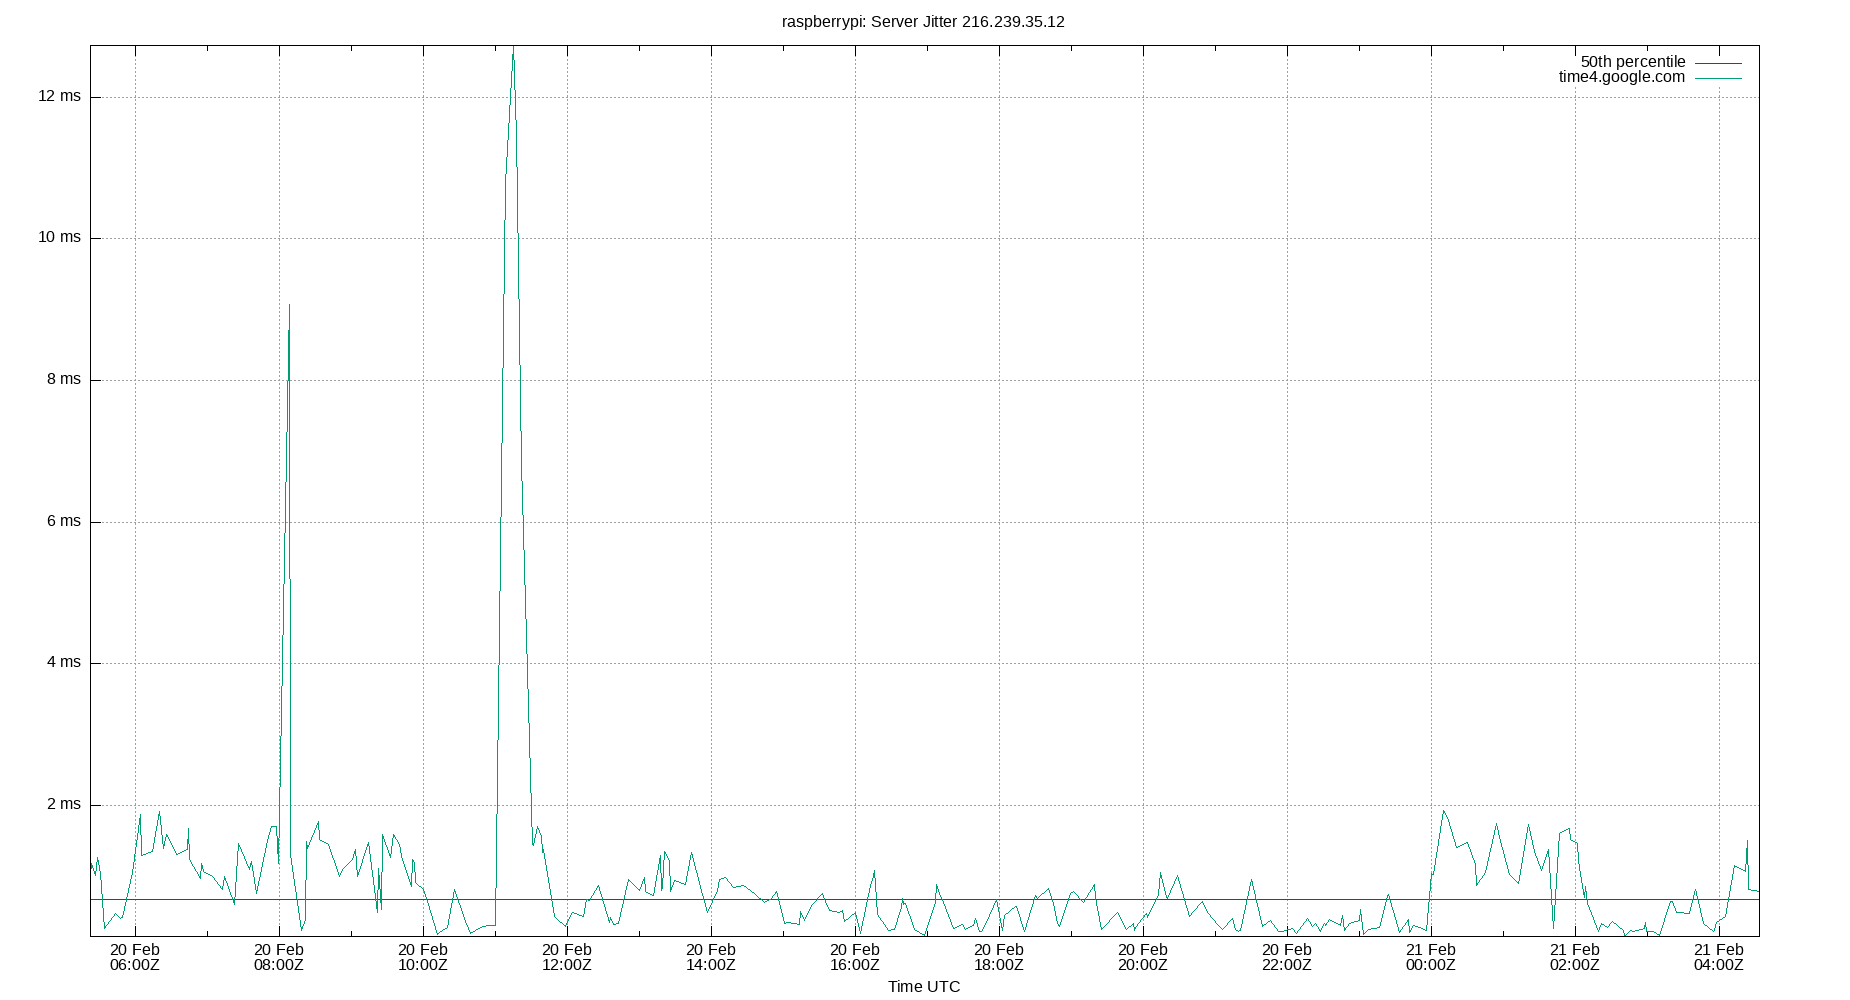 raspberrypi: Server Jitter 216.239.35.12
50th percentile
time4.google.com
12 ms
10 ms
8 ms
6 ms
4 ms
2 ms
20 Feb 20 Feb 20 Feb 20 Feb 20 Feb 20 Feb 20 Feb 20 Feb 20 Feb 21 Feb 21 Feb 21 Feb
06:00Z 08:00Z 10:00Z 12:00Z 14:00Z 16:00Z 18:00Z 20:00Z 22:00Z 00:00Z 02:00Z 04:00Z
Time UTC